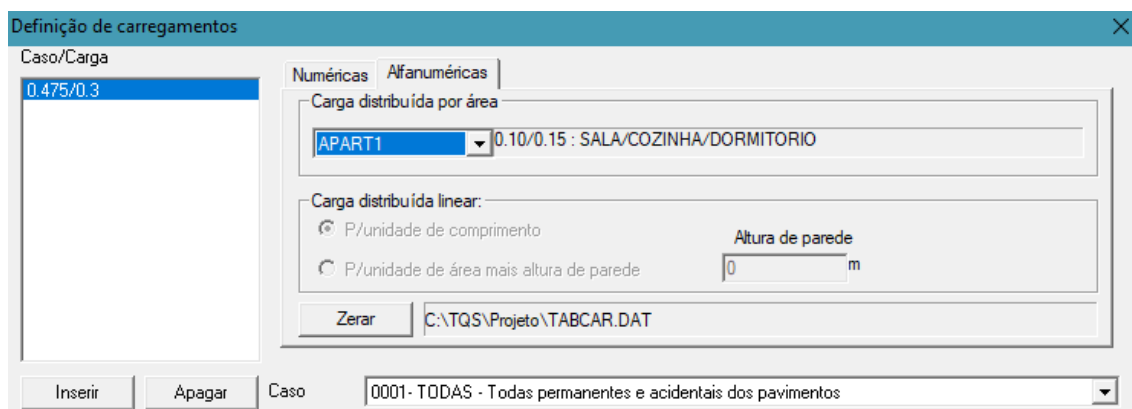 Definição de carregamentos
Caso/Carga
0.475/0.3
Numéricas Alfanuméricas
Carga distribuída por área
APART1 0.10/0.15 : SALA/COZINHA/DORMITORIO
Carga distribuída linear:
P/unidade de comprimento
Altura de parede
P/unidade de área mais altura de parede 0 m
Zerar C:\TQS\Projeto\TABCAR.DAT
Inserir Apagar Caso 0001- TODAS - Todas permanentes e acidentais dos pavimentos